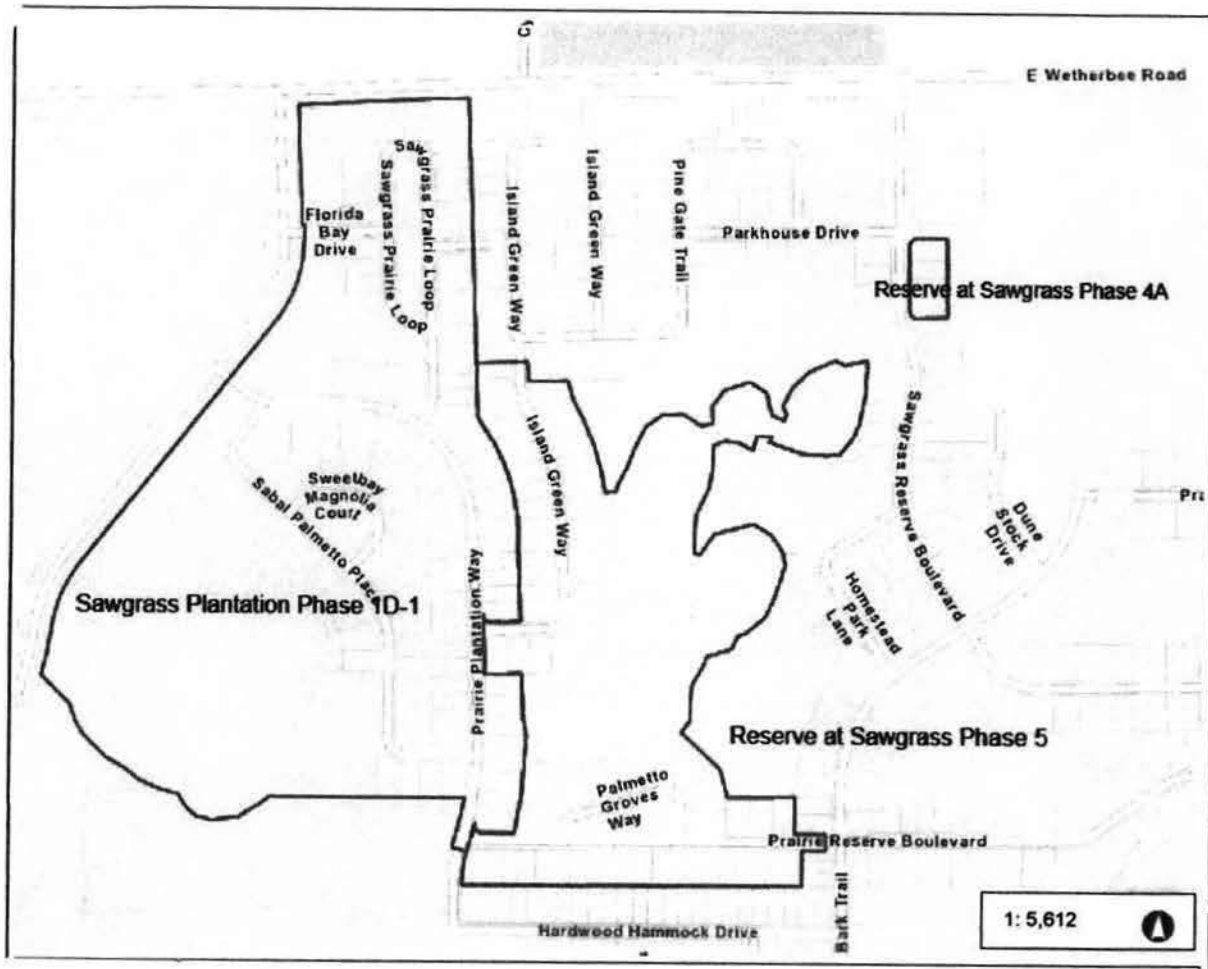 E Wetherbee Road
Sawgrass Prairie Loop
Sawgrass Prairie Loop
Island Green Way
Island Green Way
Pine Gate Trail
Florida
Bay
Drive
Parkhouse Drive
Reserve at Sawgrass Phase 4A
Sawgrass Reserve Boulevard
Island Green Way
Sweetbay
Magnolia
Court
Sabal Palmetto Place
Dune
Stock
Drive
Homestead
Park
Lane
Sawgrass Plantation Phase 1D-1
Prairie Plantation Way
Reserve at Sawgrass Phase 5
Palmetto
Groves
Way
Prairie Reserve Boulevard
Bark Trail
Hardwood Hammock Drive
1: 5,612